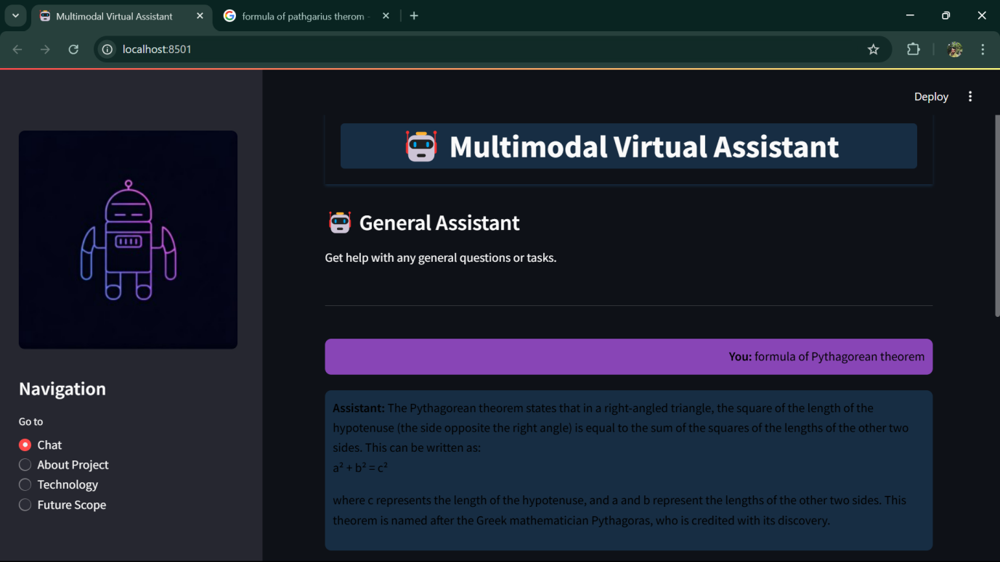 Multimodal Virtual Assistant
formula of pathgarius therom -
localhost:8501
Deploy
Multimodal Virtual Assistant
General Assistant
Get help with any general questions or tasks.
Navigation
Go to
Chat
About Project
Technology
Future Scope
You: formula of Pythagorean theorem
Assistant: The Pythagorean theorem states that in a right-angled triangle, the square of the length of the
hypotenuse (the side opposite the right angle) is equal to the sum of the squares of the lengths of the other two
sides. This can be written as:
a² + b² = c²
where c represents the length of the hypotenuse, and a and b represent the lengths of the other two sides. This
theorem is named after the Greek mathematician Pythagoras, who is credited with its discovery.